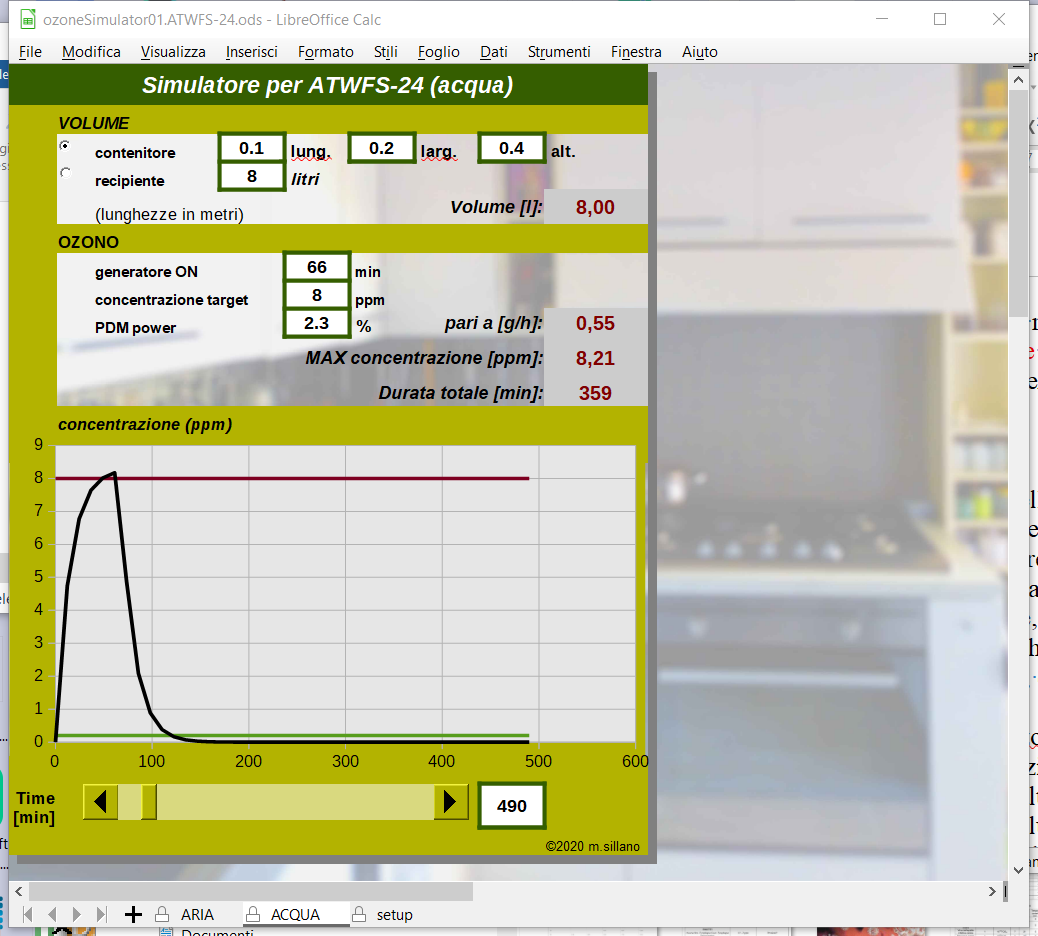 ozoneSimulator01.ATWFS-24.ods - LibreOffice Calc
File Modifica Visualizza Inserisci Formato Stili Foglio Dati Strumenti Finestra Aiuto
Simulatore per ATWFS-24 (acqua)
VOLUME
contenitore 0.1 lung. 0.2 larg. 0.4 alt.
recipiente 8 litri
(lunghezze in metri) Volume [l]: 8,00
OZONO
generatore ON 66 min
concentrazione target 8 ppm
PDM power 2.3 % pari a [g/h]: 0,55
MAX concentrazione [ppm]: 8,21
Durata totale [min]: 359
concentrazione (ppm)
9
8
7
6
5
4
3
2
1
0
0 100 200 300 400 500 600
Time
[min] 490
©2020 m.sillano
ARIA ACQUA setup
Documenti